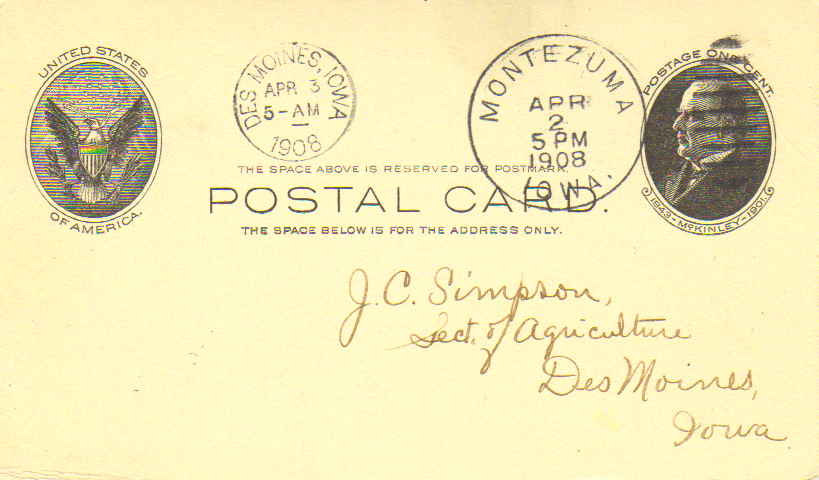 UNITED STATES
OF AMERICA.
DES MOINES, IOWA
APR 3
5-AM
1908
MONTEZUMA
APR
2
5 PM
1908
IOWA.
POSTAGE ONE CENT.
1843-McKINLEY-1901.
THE SPACE ABOVE IS RESERVED FOR POSTMARK.
POSTAL CARD.
THE SPACE BELOW IS FOR THE ADDRESS ONLY.
J.C. Simpson,
Sect. of Agriculture
Des Moines,
Iowa